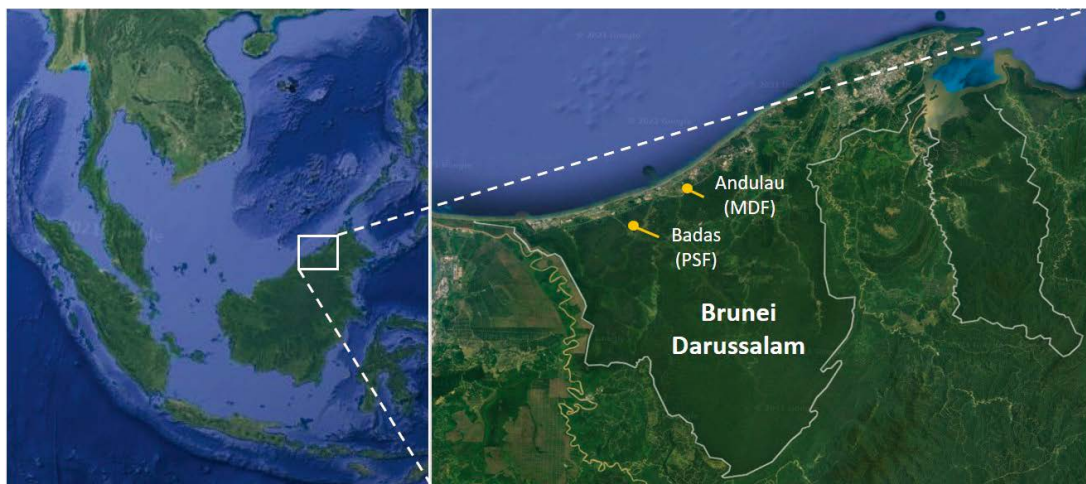 Andulau
(MDF)
Badas
(PSF)
Brunei
Darussalam